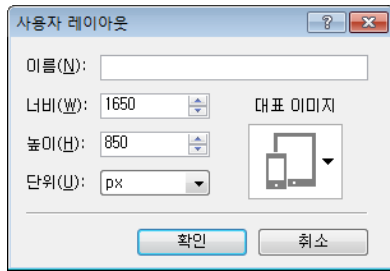 사용자 레이아웃
이름(N):
너비(W): 1650
대표 이미지
높이(H): 850
단위(U): px
확인 취소